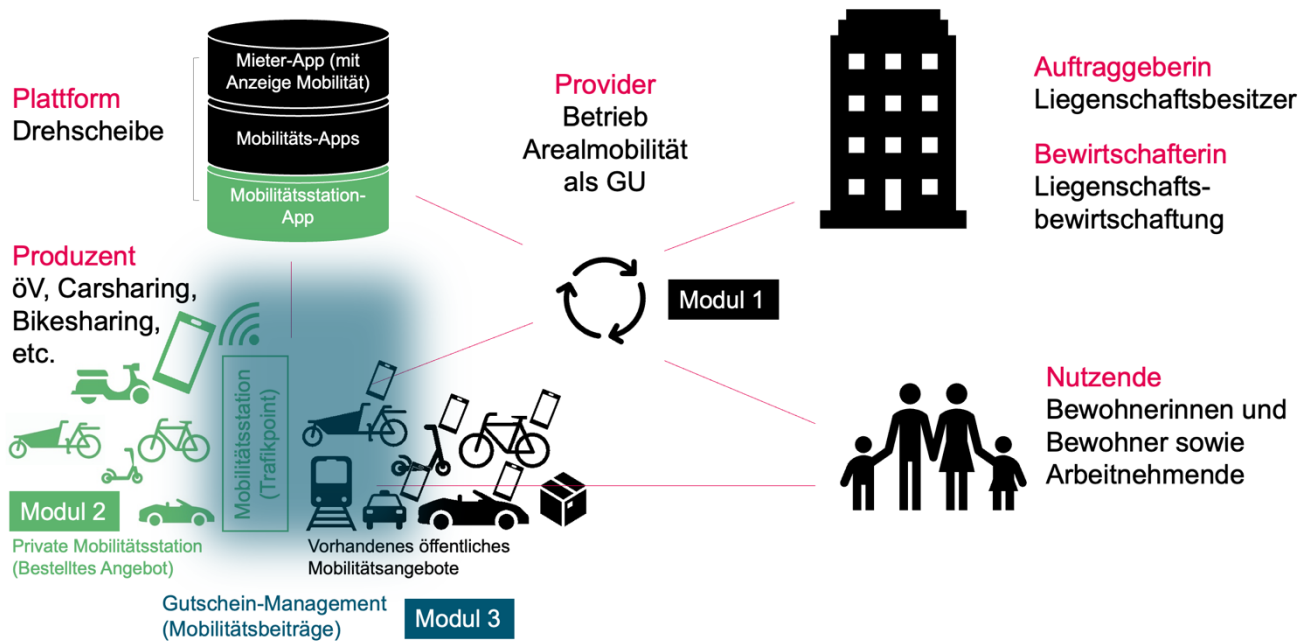 Plattform
Drehscheibe
Mieter-App (mit
Anzeige Mobilität)
Mobilitäts-Apps
Mobilitätsstation-
App
Provider
Betrieb
Arealmobilität
als GU
Auftraggeberin
Liegenschaftsbesitzer
Bewirtschafterin
Liegenschafts-
bewirtschaftung
Produzent
öV, Carsharing,
Bikesharing,
etc.
Modul 1
Mobilitätsstation
(Trafikpoint)
Nutzende
Bewohnerinnen und
Bewohner sowie
Arbeitnehmende
Modul 2
Private Mobilitätsstation
(Bestelltes Angebot)
Vorhandenes öffentliches
Mobilitätsangebote
Gutschein-Management
(Mobilitätsbeiträge)
Modul 3